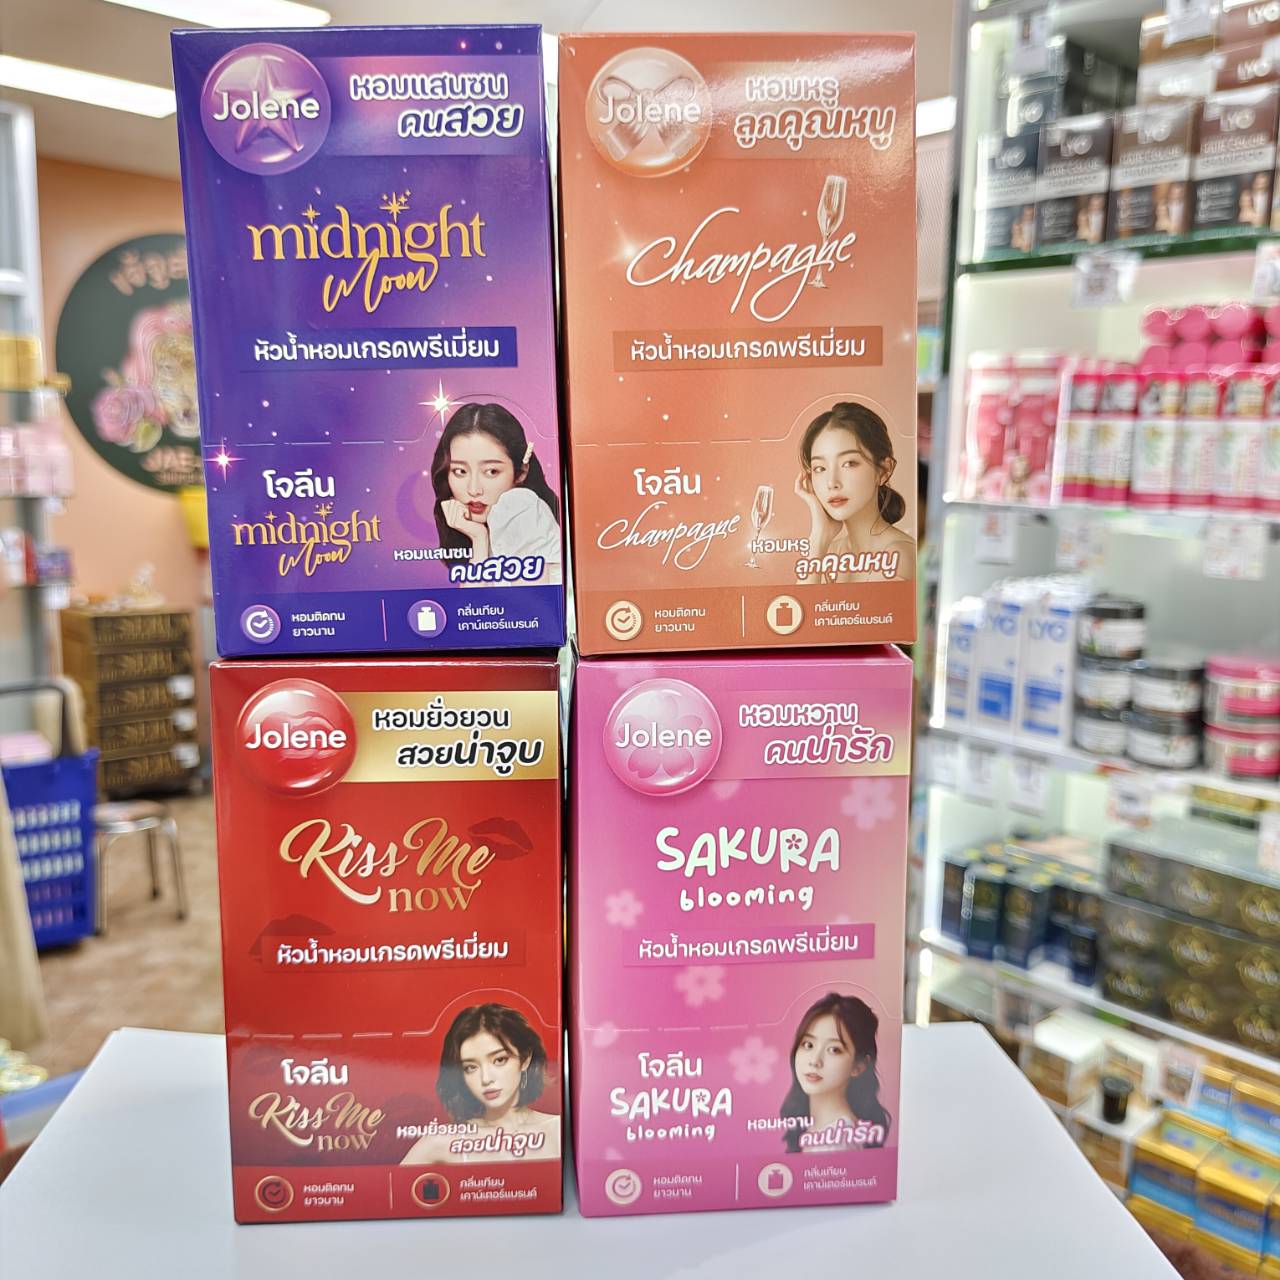 Jolene
หอมแสนซน
คนสวย
midnight
Moon
หัวน้ำหอมเกรดพรีเมี่ยม
โจลีน
midnight
Moon
หอมแสนซน
คนสวย
หอมติดทน
ยาวนาน
กลิ่นเทียบ
เคาน์เตอร์แบรนด์
Jolene
หอมหรู
ลูกคุณหนู
Champagne
หัวน้ำหอมเกรดพรีเมี่ยม
โจลีน
Champagne
หอมหรู
ลูกคุณหนู
หอมติดทน
ยาวนาน
กลิ่นเทียบ
เคาน์เตอร์แบรนด์
Jolene
หอมยั่วยวน
สวยน่าจูบ
Kiss Me
now
หัวน้ำหอมเกรดพรีเมี่ยม
โจลีน
Kiss Me
now
หอมยั่วยวน
สวยน่าจูบ
หอมติดทน
ยาวนาน
กลิ่นเทียบ
เคาน์เตอร์แบรนด์
Jolene
หอมหวาน
คนน่ารัก
SAKURA
blooming
หัวน้ำหอมเกรดพรีเมี่ยม
โจลีน
SAKURA
blooming
หอมหวาน
คนน่ารัก
หอมติดทน
ยาวนาน
กลิ่นเทียบ
เคาน์เตอร์แบรนด์
LYO
LYO
LYO
HAIR COLOR
LYO